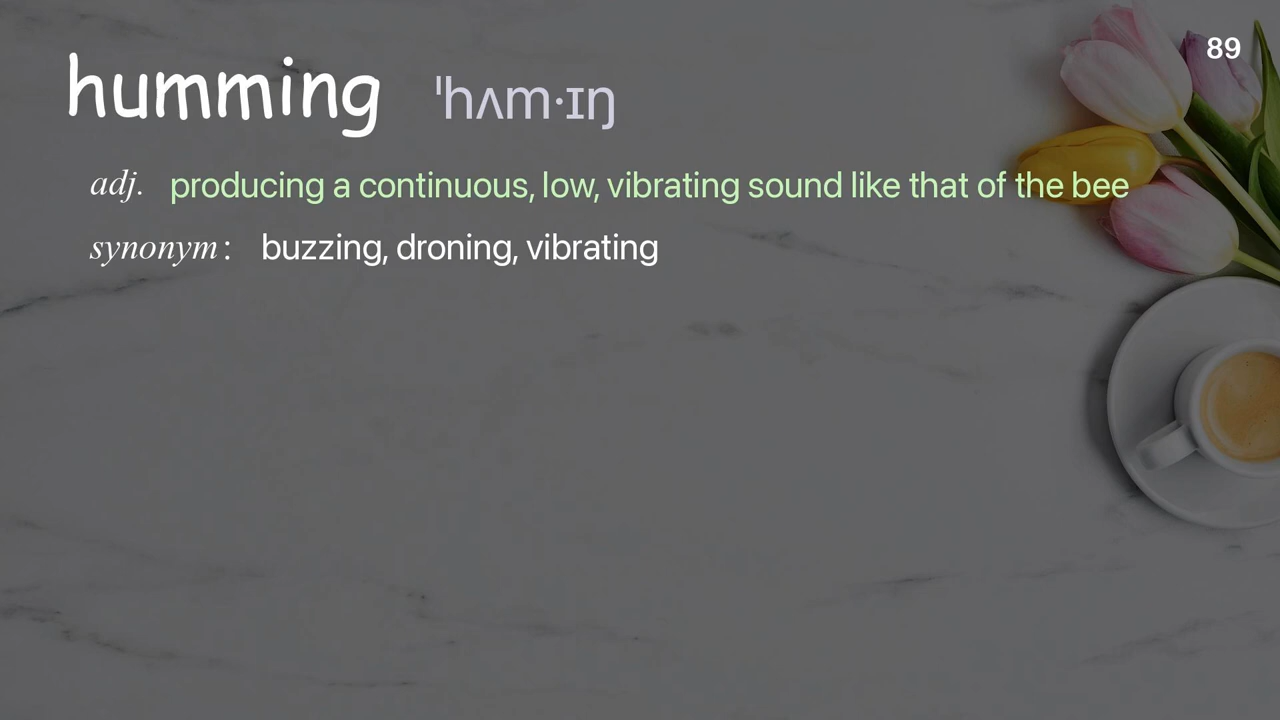 89
humming ˈhʌm·ɪŋ
adj. producing a continuous, low, vibrating sound like that of the bee
synonym: buzzing, droning, vibrating